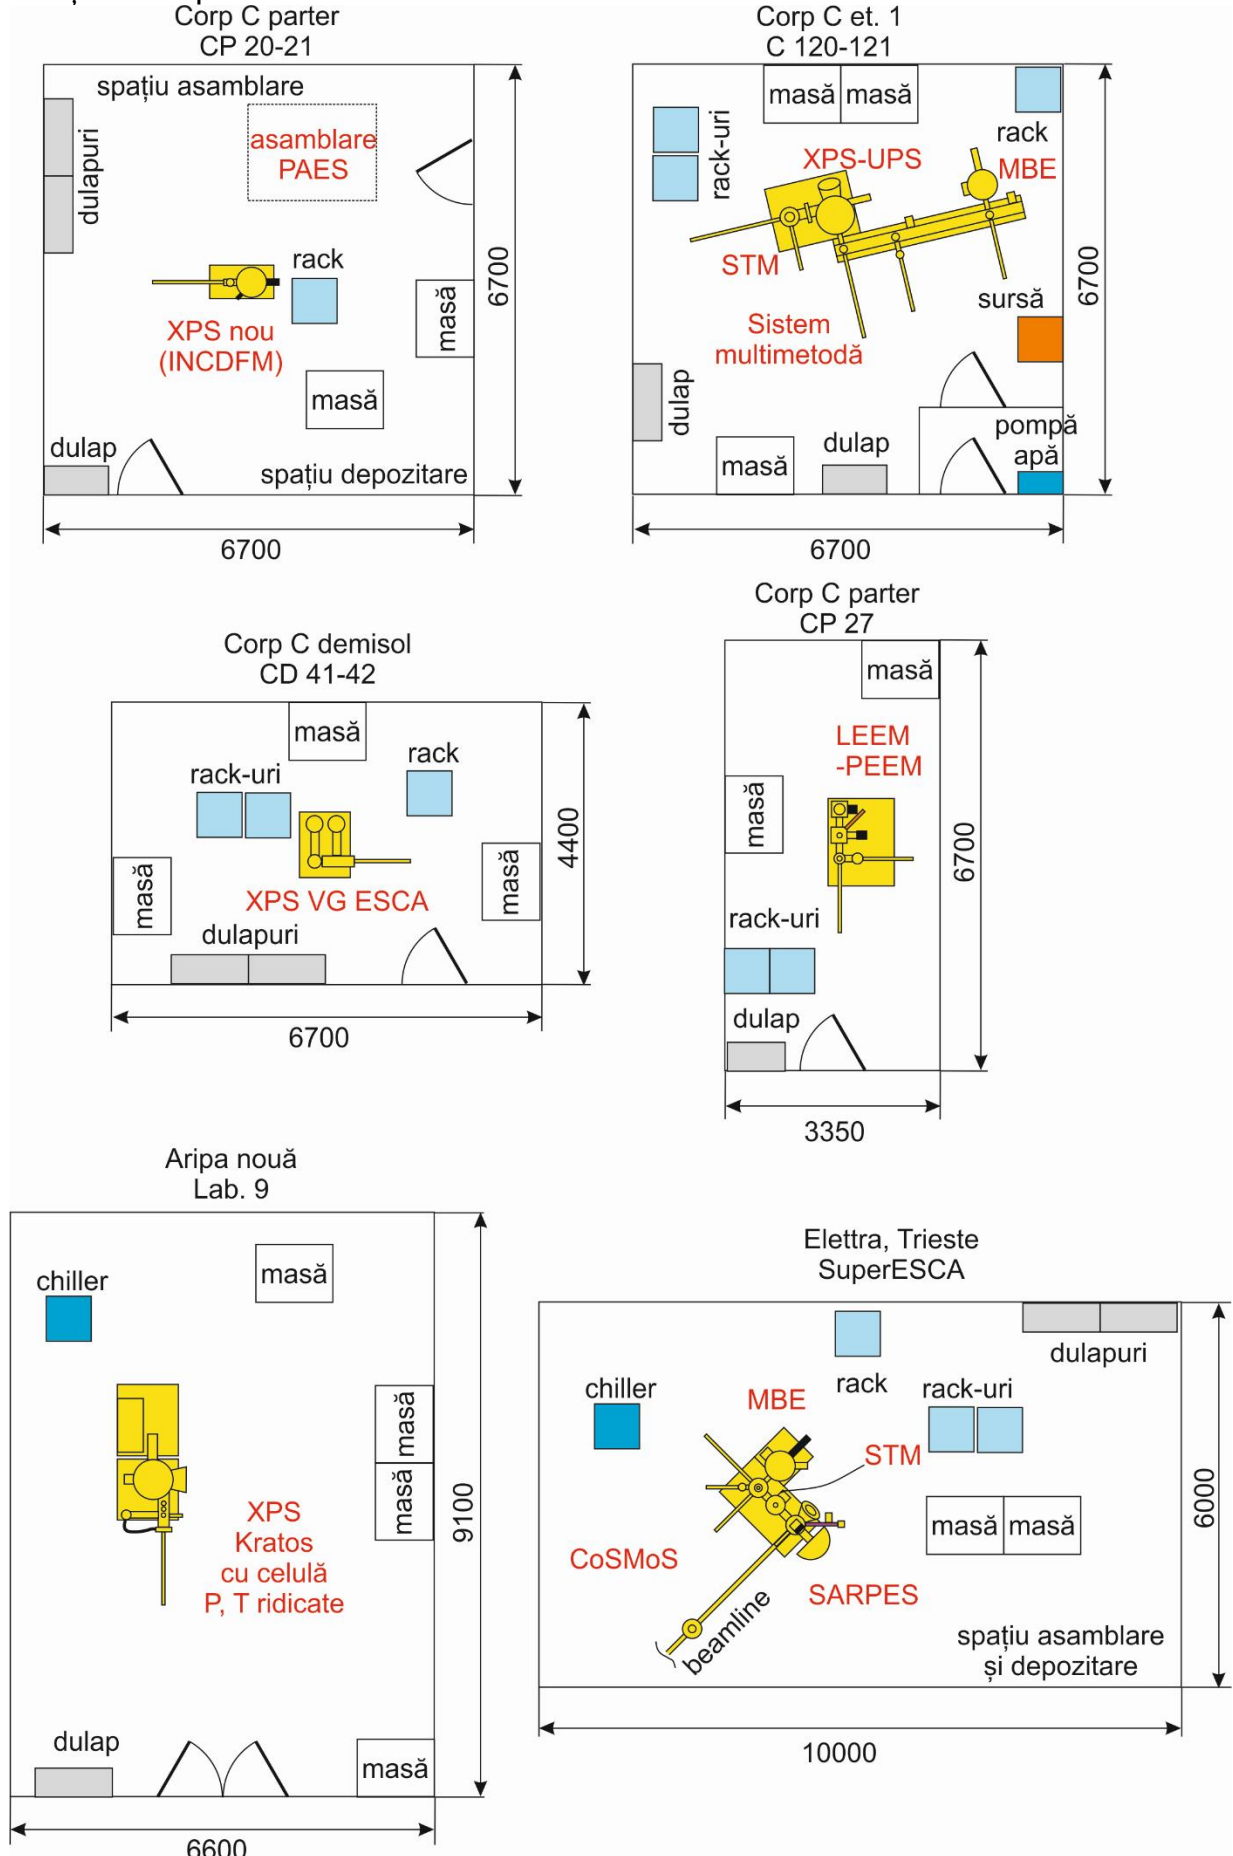 Corp C parter
CP 20-21
spațiu asamblare
asamblare
PAES
dulapuri
rack
XPS nou
(INCDFM)
masă
masă
dulap
spațiu depozitare
6700
6700
Corp C et. 1
C 120-121
masă
masă
rack-uri
rack
XPS-UPS
MBE
STM
Sistem
multimetodă
sursă
dulap
masă
dulap
pompă
apă
6700
6700
Corp C demisol
CD 41-42
masă
rack-uri
rack
masă
XPS VG ESCA
masă
dulapuri
4400
6700
Corp C parter
CP 27
masă
LEEM
-PEEM
masă
rack-uri
dulap
6700
3350
Aripa nouă
Lab. 9
chiller
masă
masă
masă
XPS
Kratos
cu celulă
P, T ridicate
dulap
masă
9100
6600
Elettra, Trieste
SuperESCA
dulapuri
chiller
MBE
rack
rack-uri
STM
masă
masă
CoSMoS
SARPES
beamline
spațiu asamblare
și depozitare
6000
10000